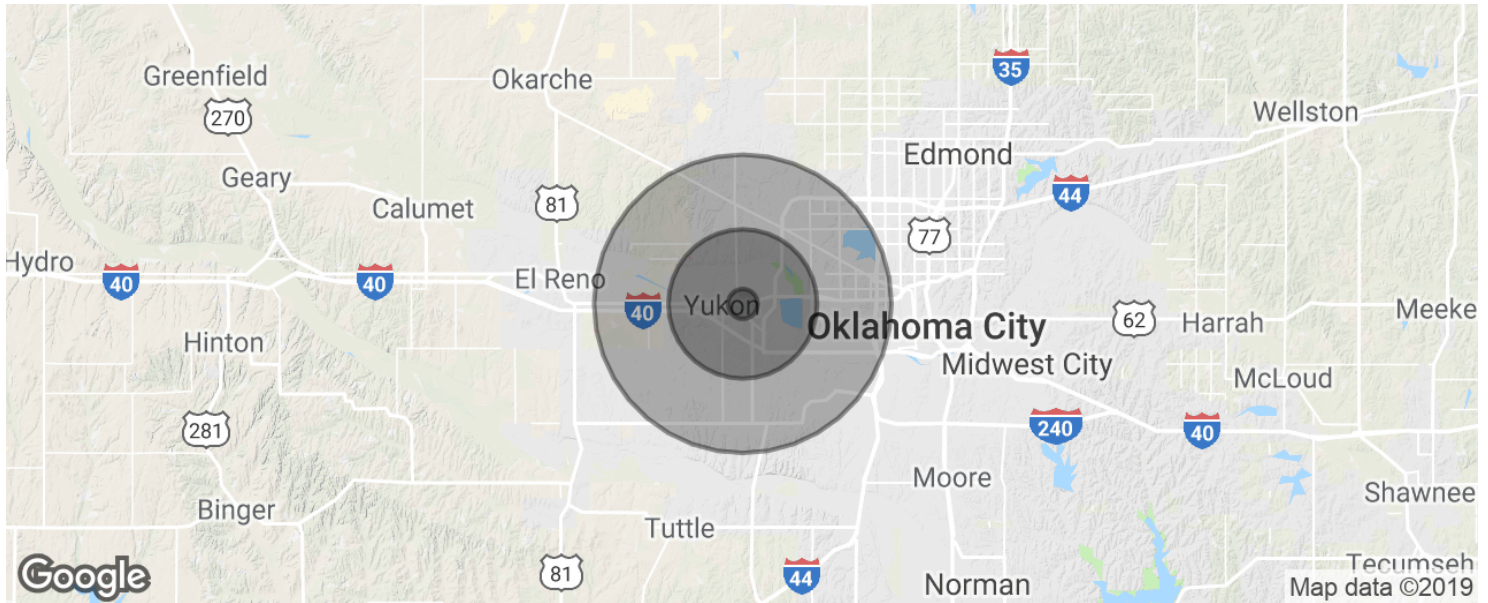 35
Greenfield
Okarche
270
Wellston
Edmond
Geary
44
81
Calumet
77
Hydro
40
40
El Reno
40
Yukon
Meeke
62
Harrah
Oklahoma City
Hinton
Midwest City
McLoud
281
240
40
Moore
Shawnee
Binger
Tuttle
Tecumseh
81
44
Google
Norman
Map data ©2019